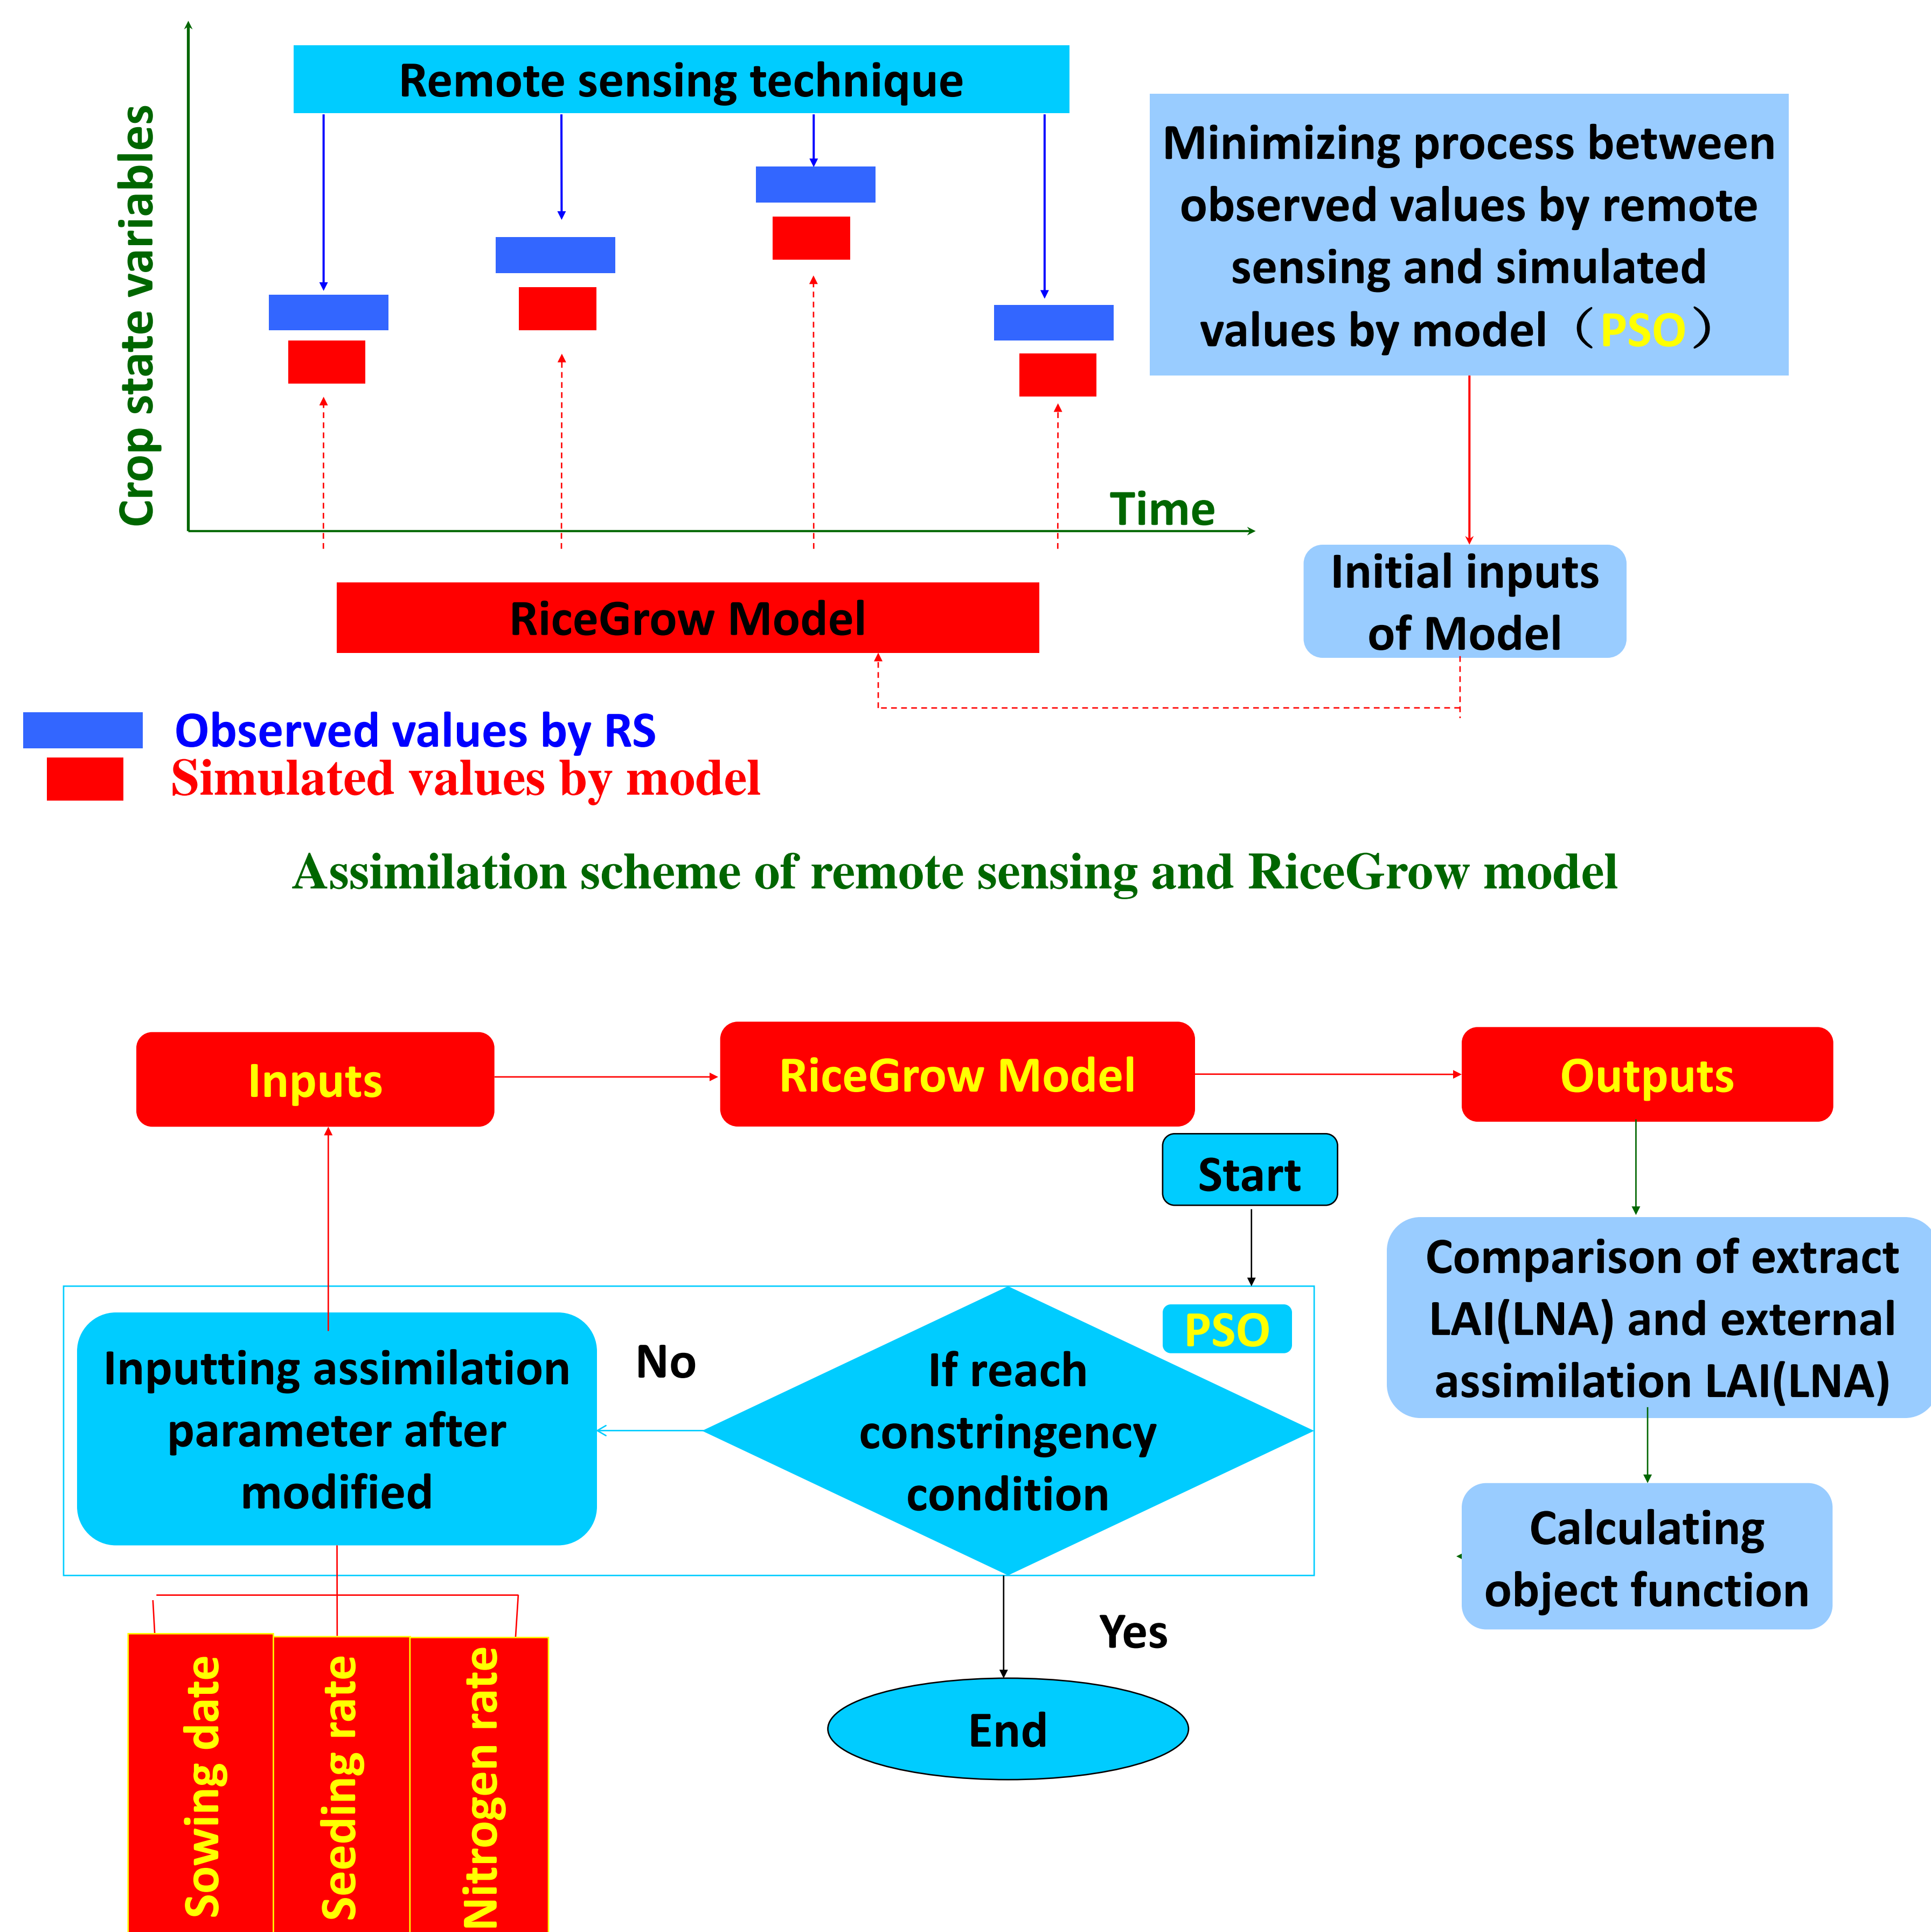 Remote sensing technique
Crop state variables
Minimizing process between
observed values by remote
sensing and simulated
values by model（PSO）
Time
RiceGrow Model
Initial inputs
of Model
Observed values by RS
Simulated values by model
Assimilation scheme of remote sensing and RiceGrow model
Inputs
RiceGrow Model
Outputs
Start
Comparison of extract
LAI(LNA) and external
assimilation LAI(LNA)
PSO
Inputting assimilation
parameter after
modified
No
If reach
constringency
condition
Calculating
object function
Yes
End
Sowing date
Seeding rate
Nitrogen rate